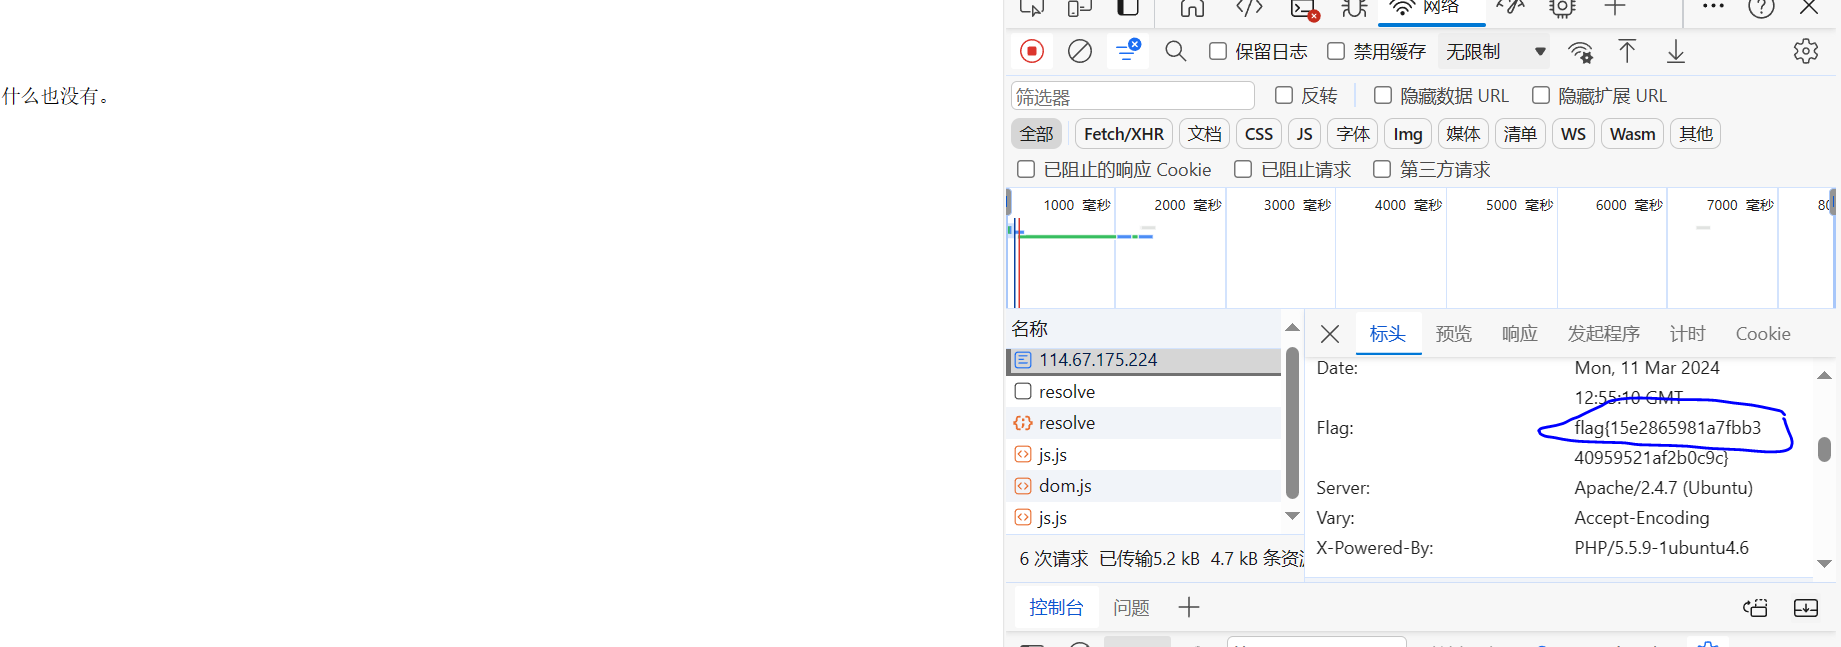 什么也没有。
网络
保留日志 禁用缓存 无限制
筛选器 反转 隐藏数据 URL 隐藏扩展 URL
全部 Fetch/XHR 文档 CSS JS 字体 Img 媒体 清单 WS Wasm 其他
已阻止的响应 Cookie 已阻止请求 第三方请求
1000 毫秒 2000 毫秒 3000 毫秒 4000 毫秒 5000 毫秒 6000 毫秒 7000 毫秒 80
名称
114.67.175.224
resolve
resolve
js.js
dom.js
js.js
6 次请求 已传输5.2 kB 4.7 kB 条资
标头 预览 响应 发起程序 计时 Cookie
Date: Mon, 11 Mar 2024
12:55:10 GMT
Flag: flag{15e2865981a7fbb3
40959521af2b0c9c}
Server: Apache/2.4.7 (Ubuntu)
Vary: Accept-Encoding
X-Powered-By: PHP/5.5.9-1ubuntu4.6
控制台 问题